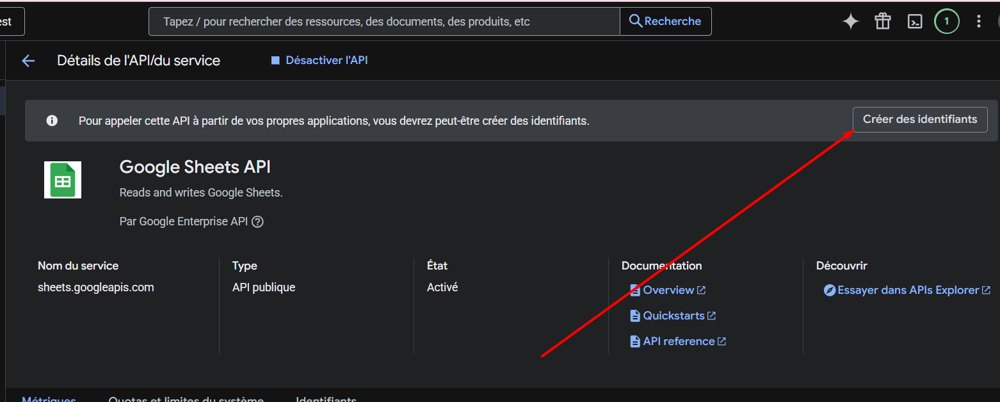 est
Tapez / pour rechercher des ressources, des documents, des produits, etc
Recherche
1
Détails de l'API/du service
Désactiver l'API
Pour appeler cette API à partir de vos propres applications, vous devrez peut-être créer des identifiants.
Créer des identifiants
Google Sheets API
Reads and writes Google Sheets.
Par Google Enterprise API
Nom du service
sheets.googleapis.com
Type
API publique
État
Activé
Documentation
Overview
Quickstarts
API reference
Découvrir
Essayer dans APIs Explorer
Métriques
Quotas et limites du système
Identifiants